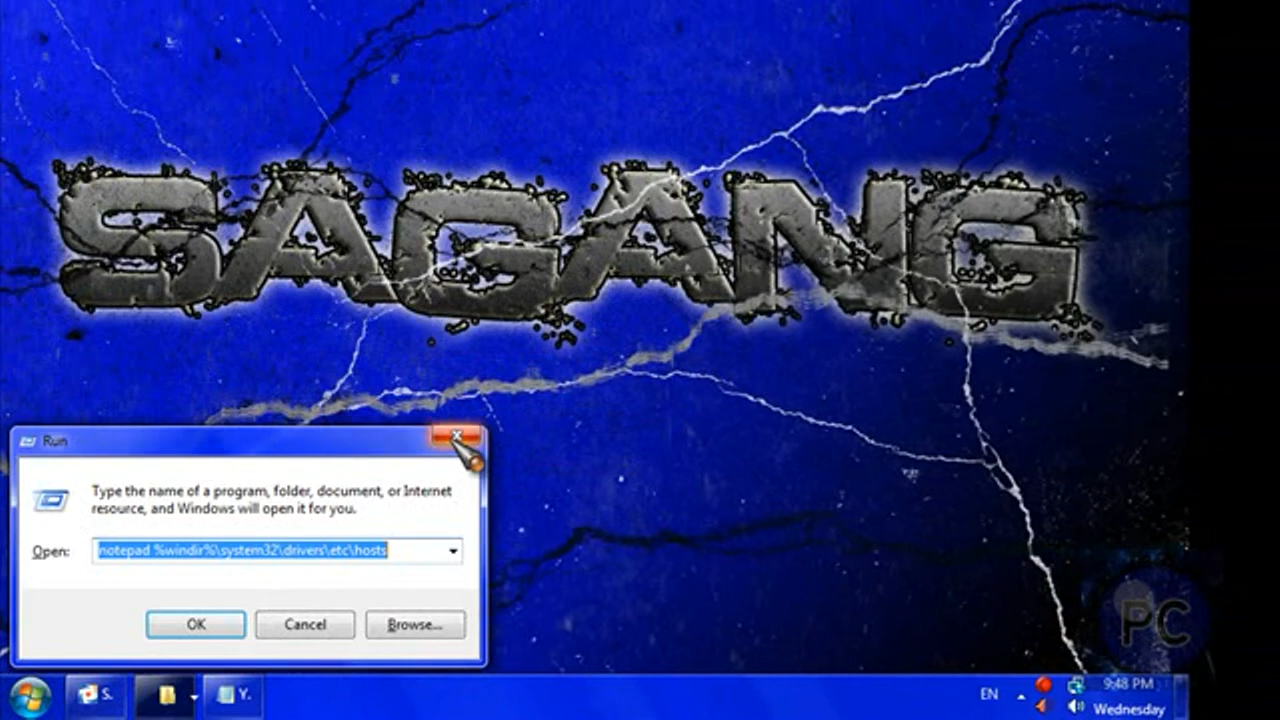 SAGANG
Run
Type the name of a program, folder, document, or Internet
resource, and Windows will open it for you.
Open:
notepad %windir%\system32\drivers\etc\hosts
OK
Cancel
Browse...
PC
S.
Y.
EN
9:48 PM
Wednesday